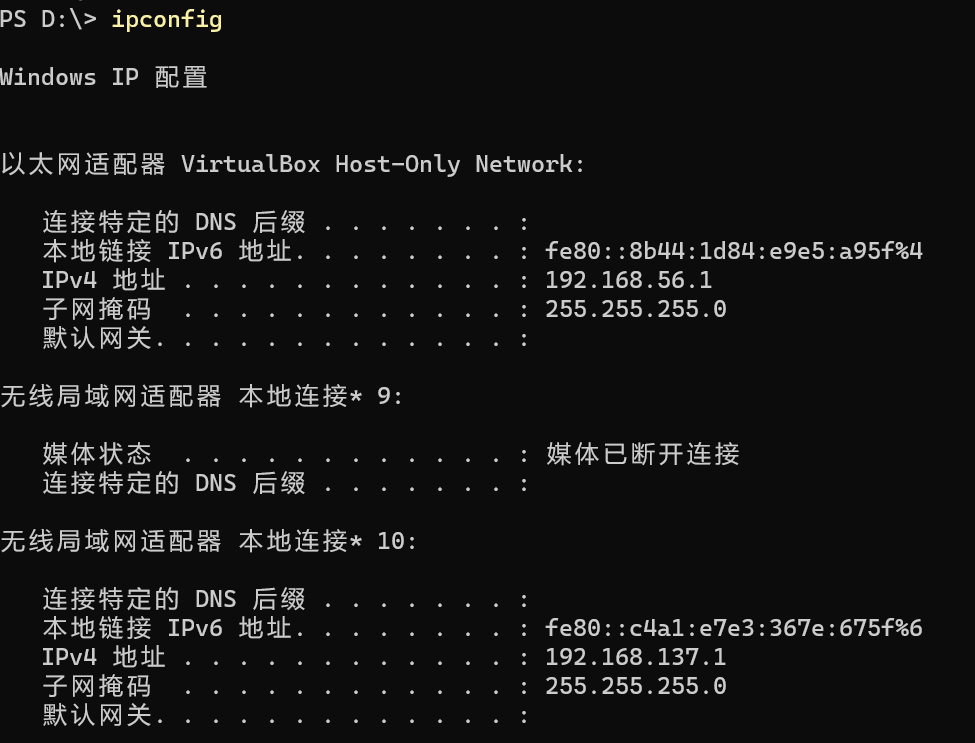 PS D:\> ipconfig
Windows IP 配置
以太网适配器 VirtualBox Host-Only Network:
连接特定的 DNS 后缀 . . . . . . . :
本地链接 IPv6 地址. . . . . . . . : fe80::8b44:1d84:e9e5:a95f%4
IPv4 地址 . . . . . . . . . . . . : 192.168.56.1
子网掩码 . . . . . . . . . . . . : 255.255.255.0
默认网关. . . . . . . . . . . . . :
无线局域网适配器 本地连接* 9:
媒体状态 . . . . . . . . . . . . : 媒体已断开连接
连接特定的 DNS 后缀 . . . . . . . :
无线局域网适配器 本地连接* 10:
连接特定的 DNS 后缀 . . . . . . . :
本地链接 IPv6 地址. . . . . . . . : fe80::c4a1:e7e3:367e:675f%6
IPv4 地址 . . . . . . . . . . . . : 192.168.137.1
子网掩码 . . . . . . . . . . . . : 255.255.255.0
默认网关. . . . . . . . . . . . . :